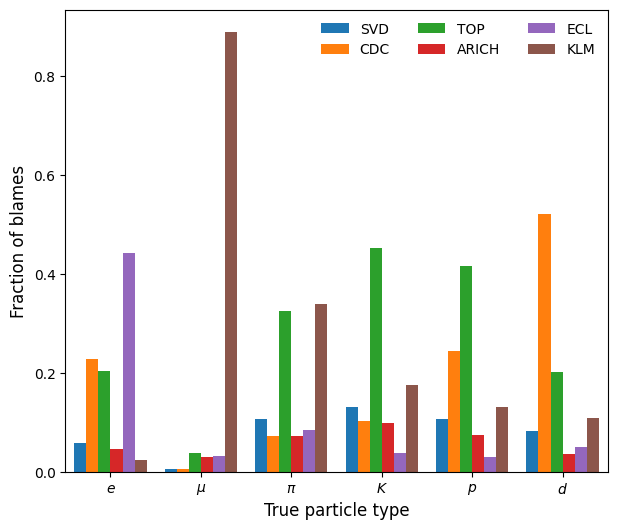 SVD TOP ECL
CDC ARICH KLM
0.8
0.6
0.4
0.2
0.0
Fraction of blames
e μ π K p d
True particle type